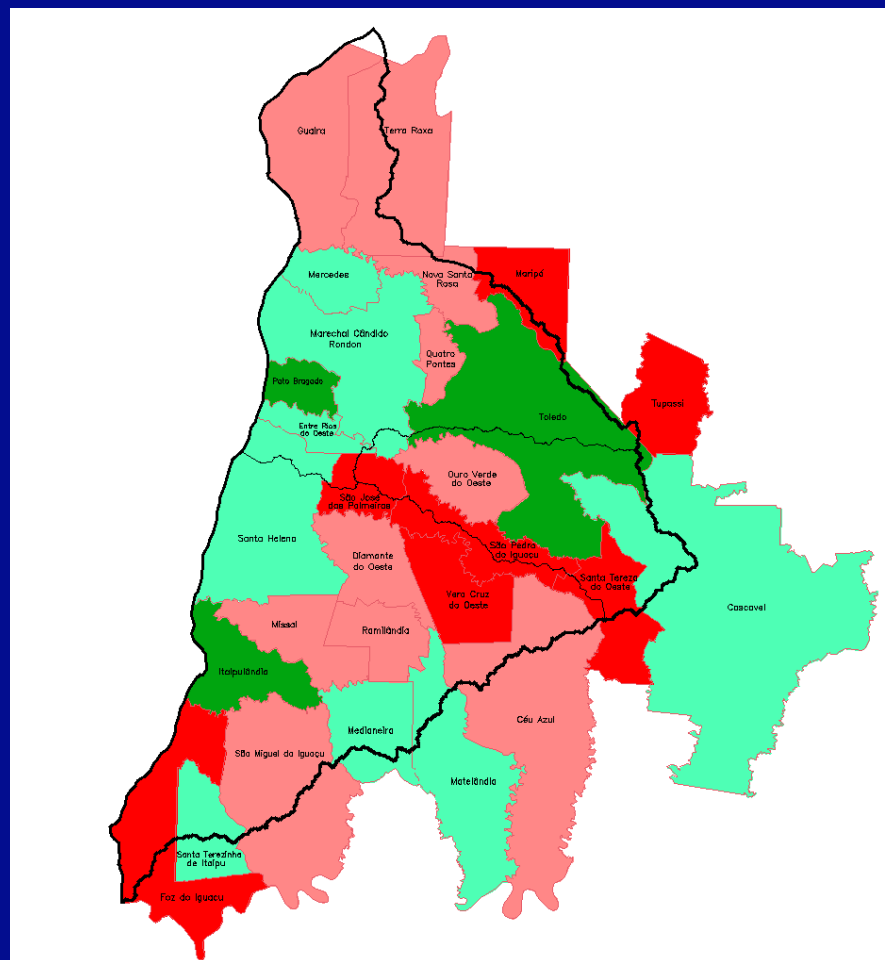 Guaíra
Terra Roxa
Mercedes
Nova Santa
Rosa
Maripá
Marechal Cândido
Rondon
Quatro
Pontes
Pato Bragado
Tupassi
Toledo
Entre Rios
do Oeste
Ouro Verde
do Oeste
São José
das Palmeiras
Santa Helena
São Pedro
do Iguaçu
Diamante
do Oeste
Santa Tereza
do Oeste
Vera Cruz
do Oeste
Cascavel
Missal
Ramilândia
Itaipulândia
Céu Azul
Medianeira
São Miguel do Iguaçu
Matelândia
Santa Terezinha
de Itaipu
Foz do Iguaçu